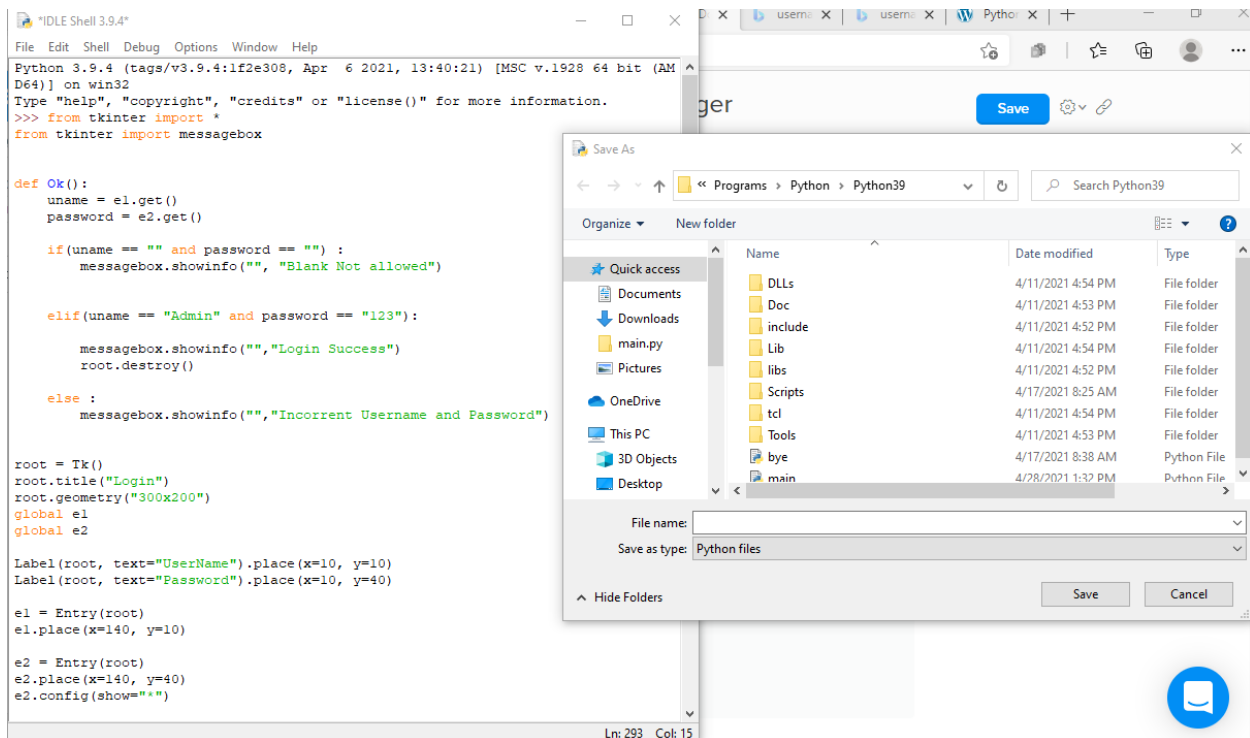 *IDLE Shell 3.9.4*
File Edit Shell Debug Options Window Help
Python 3.9.4 (tags/v3.9.4:1f2e308, Apr  6 2021, 13:40:21) [MSC v.1928 64 bit (AM
D64)] on win32
Type "help", "copyright", "credits" or "license()" for more information.
>>> from tkinter import *
from tkinter import messagebox
def Ok():
    uname = e1.get()
    password = e2.get()
    if(uname == "" and password == "") :
        messagebox.showinfo("", "Blank Not allowed")
    elif(uname == "Admin" and password == "123"):
        messagebox.showinfo("","Login Success")
        root.destroy()
    else :
        messagebox.showinfo("","Incorrent Username and Password")
root = Tk()
root.title("Login")
root.geometry("300x200")
global e1
global e2
Label(root, text="UserName").place(x=10, y=10)
Label(root, text="Password").place(x=10, y=40)
e1 = Entry(root)
e1.place(x=140, y=10)
e2 = Entry(root)
e2.place(x=140, y=40)
e2.config(show="*")
Ln: 293 Col: 15
userna userna Python
ger
Save
Save As
« Programs › Python › Python39
Search Python39
Organize New folder
Quick access
Documents
Downloads
main.py
Pictures
OneDrive
This PC
3D Objects
Desktop
Name Date modified Type
DLLs 4/11/2021 4:54 PM File folder
Doc 4/11/2021 4:53 PM File folder
include 4/11/2021 4:52 PM File folder
Lib 4/11/2021 4:54 PM File folder
libs 4/11/2021 4:52 PM File folder
Scripts 4/17/2021 8:25 AM File folder
tcl 4/11/2021 4:54 PM File folder
Tools 4/11/2021 4:53 PM File folder
bye 4/17/2021 8:38 AM Python File
main 4/28/2021 1:32 PM Python File
File name:
Save as type: Python files
Hide Folders
Save Cancel